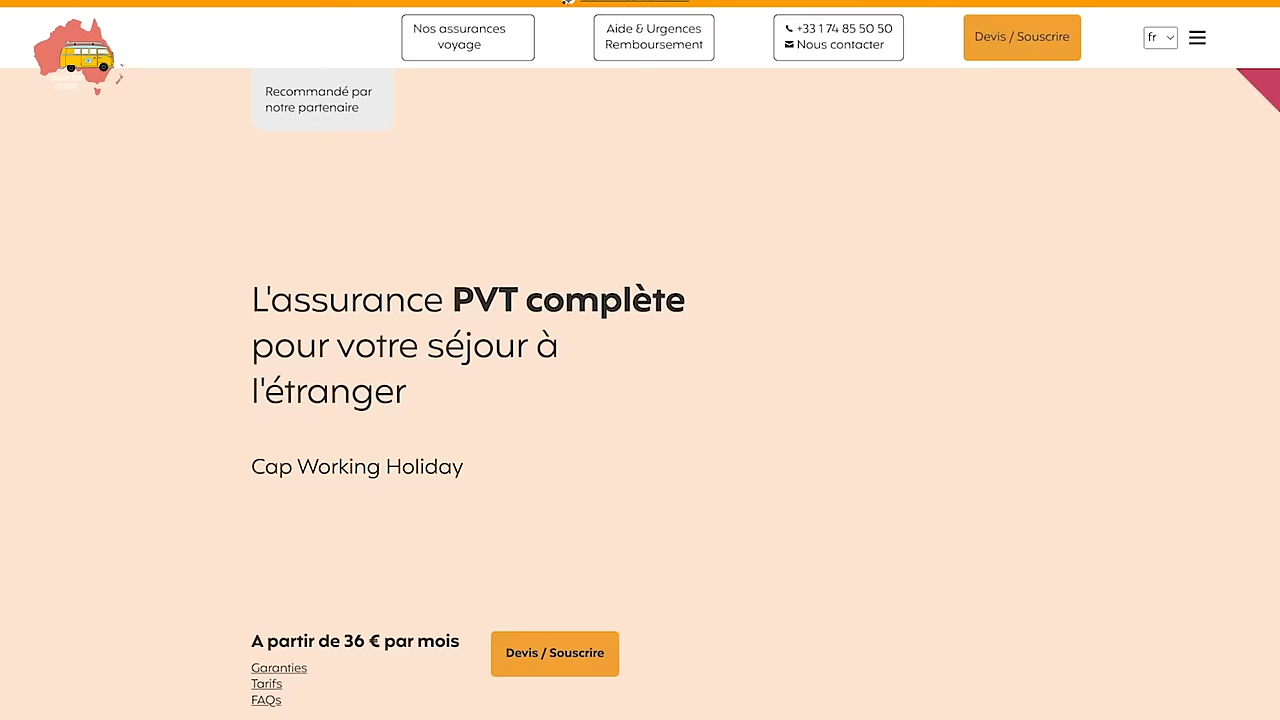 Nos assurances
voyage
Aide & Urgences
Remboursement
+33 1 74 85 50 50
Nous contacter
Devis / Souscrire
fr
Recommandé par
notre partenaire
L'assurance PVT complète
pour votre séjour à
l'étranger
Cap Working Holiday
A partir de 36 € par mois
Devis / Souscrire
Garanties
Tarifs
FAQs